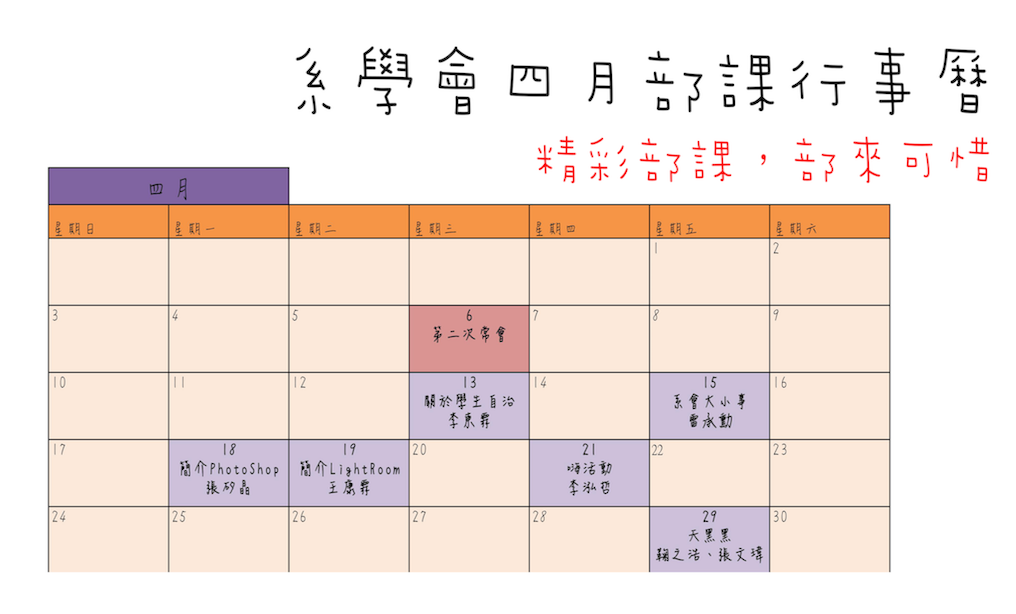 系學會四月部課行事曆
精彩部課，部來可惜
四月
星期日 星期一 星期二 星期三 星期四 星期五 星期六
1 2
3 4 5 6 7 8 9
第二次常會
10 11 12 13 14 15 16
關於學生自治 系會大小事
李東霖 雷承勳
17 18 19 20 21 22 23
簡介PhotoShop 簡介LightRoom 嗨活動
張矽晶 王康霖 李泓哲
24 25 26 27 28 29 30
天黑黑
鞠之浩、張文瑋